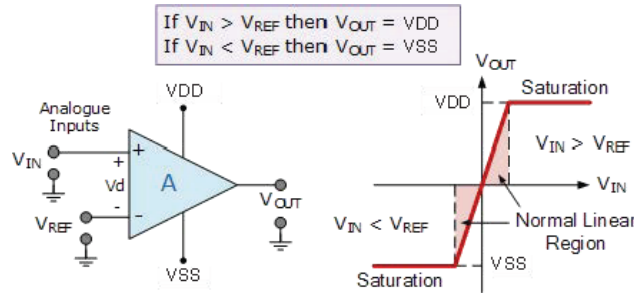 If VIN > VREF then VOUT = VDD
If VIN < VREF then VOUT = VSS
Analogue
Inputs
VDD
VIN
+
+
Vd
A
-
-
VREF
VOUT
VSS
VOUT
Saturation
VDD
VIN > VREF
VIN
VIN < VREF
Normal Linear
Region
VSS
Saturation